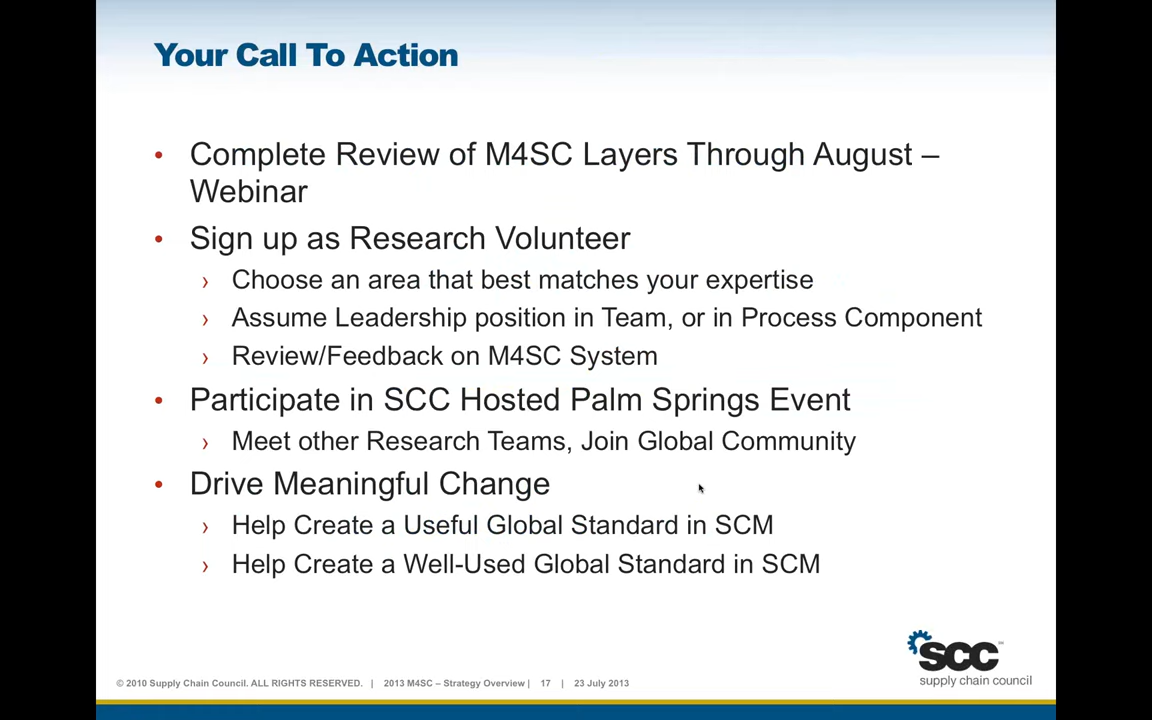 Your Call To Action
• Complete Review of M4SC Layers Through August –
Webinar
• Sign up as Research Volunteer
› Choose an area that best matches your expertise
› Assume Leadership position in Team, or in Process Component
› Review/Feedback on M4SC System
• Participate in SCC Hosted Palm Springs Event
› Meet other Research Teams, Join Global Community
• Drive Meaningful Change
› Help Create a Useful Global Standard in SCM
› Help Create a Well-Used Global Standard in SCM
SCC
supply chain council
© 2010 Supply Chain Council. ALL RIGHTS RESERVED. | 2013 M4SC – Strategy Overview | 17 | 23 July 2013